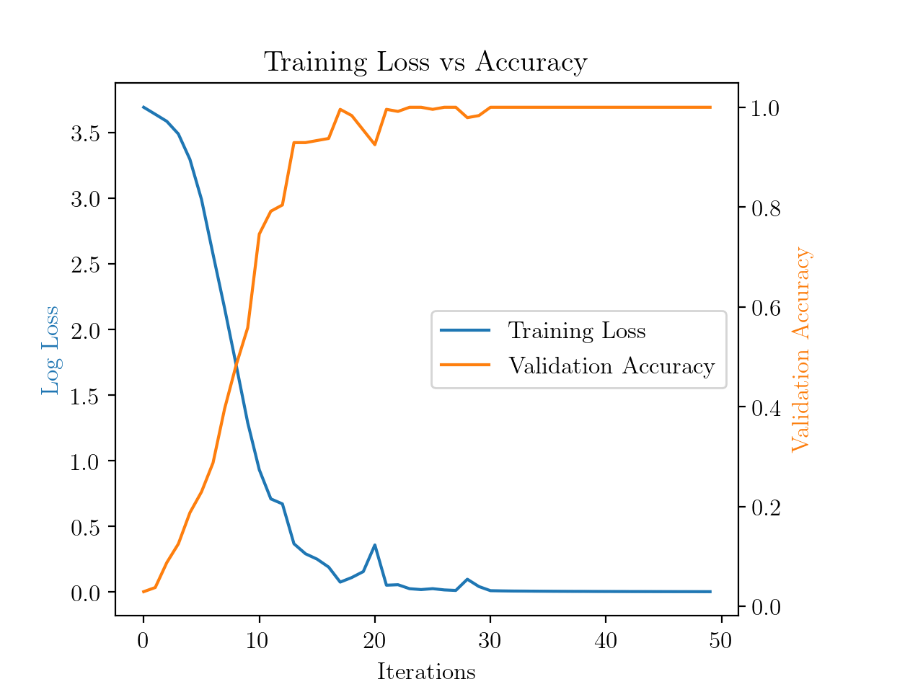 Training Loss vs Accuracy
3.5
3.0
2.5
2.0
1.5
1.0
0.5
0.0
Log Loss
1.0
0.8
0.6
0.4
0.2
0.0
Validation Accuracy
Training Loss
Validation Accuracy
0 10 20 30 40 50
Iterations